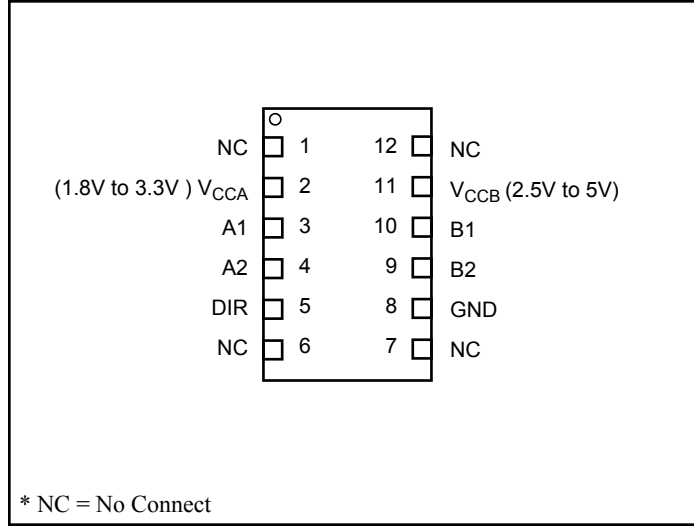 NC 1 12 NC
(1.8V to 3.3V ) VCCA 2 11 VCCB (2.5V to 5V)
A1 3 10 B1
A2 4 9 B2
DIR 5 8 GND
NC 6 7 NC
* NC = No Connect